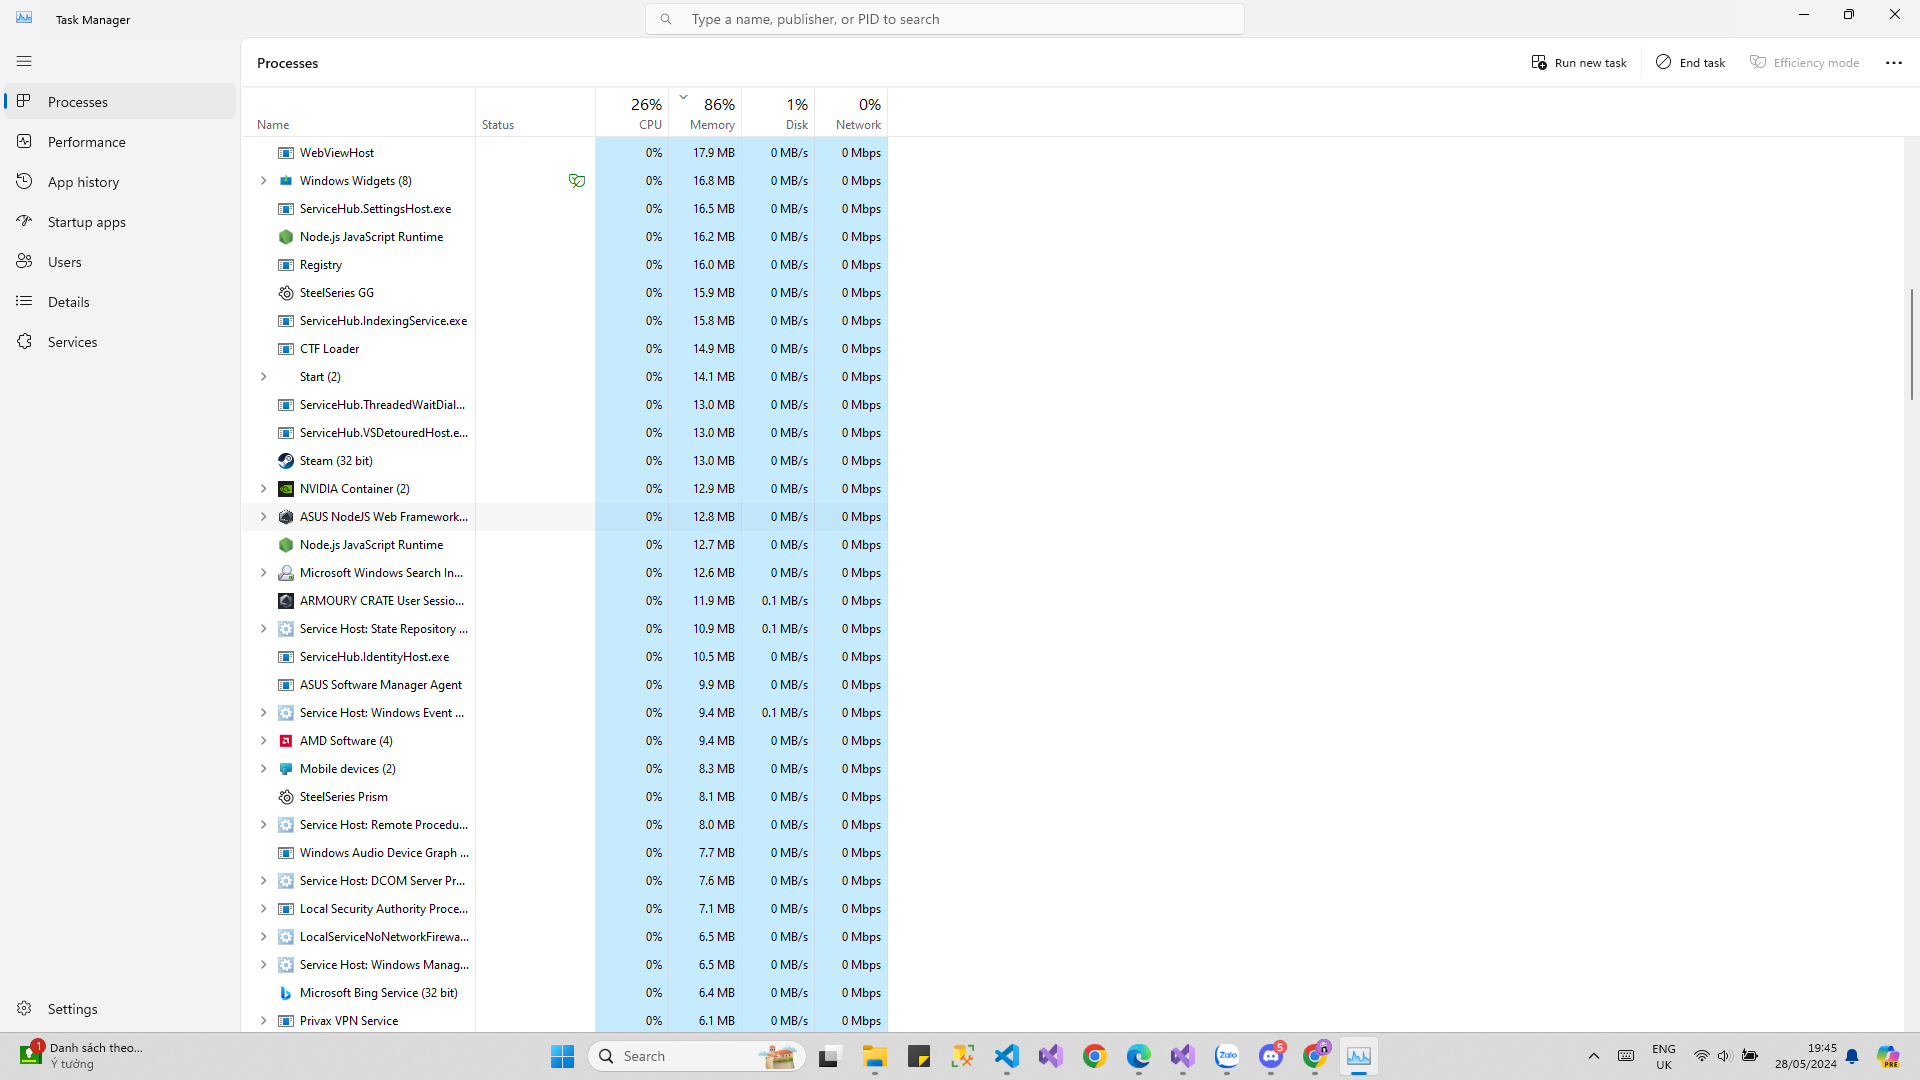 Task Manager
Type a name, publisher, or PID to search
Processes
Run new task
End task
Efficiency mode
Processes
Performance
App history
Startup apps
Users
Details
Services
Settings
26% 86% 1% 0%
Name Status CPU Memory Disk Network
WebViewHost 0% 17.9 MB 0 MB/s 0 Mbps
Windows Widgets (8) 0% 16.8 MB 0 MB/s 0 Mbps
ServiceHub.SettingsHost.exe 0% 16.5 MB 0 MB/s 0 Mbps
Node.js JavaScript Runtime 0% 16.2 MB 0 MB/s 0 Mbps
Registry 0% 16.0 MB 0 MB/s 0 Mbps
SteelSeries GG 0% 15.9 MB 0 MB/s 0 Mbps
ServiceHub.IndexingService.exe 0% 15.8 MB 0 MB/s 0 Mbps
CTF Loader 0% 14.9 MB 0 MB/s 0 Mbps
Start (2) 0% 14.1 MB 0 MB/s 0 Mbps
ServiceHub.ThreadedWaitDial... 0% 13.0 MB 0 MB/s 0 Mbps
ServiceHub.VSDetouredHost.e... 0% 13.0 MB 0 MB/s 0 Mbps
Steam (32 bit) 0% 13.0 MB 0 MB/s 0 Mbps
NVIDIA Container (2) 0% 12.9 MB 0 MB/s 0 Mbps
ASUS NodeJS Web Framework... 0% 12.8 MB 0 MB/s 0 Mbps
Node.js JavaScript Runtime 0% 12.7 MB 0 MB/s 0 Mbps
Microsoft Windows Search In... 0% 12.6 MB 0 MB/s 0 Mbps
ARMOURY CRATE User Sessio... 0% 11.9 MB 0.1 MB/s 0 Mbps
Service Host: State Repository ... 0% 10.9 MB 0.1 MB/s 0 Mbps
ServiceHub.IdentityHost.exe 0% 10.5 MB 0 MB/s 0 Mbps
ASUS Software Manager Agent 0% 9.9 MB 0 MB/s 0 Mbps
Service Host: Windows Event ... 0% 9.4 MB 0.1 MB/s 0 Mbps
AMD Software (4) 0% 9.4 MB 0 MB/s 0 Mbps
Mobile devices (2) 0% 8.3 MB 0 MB/s 0 Mbps
SteelSeries Prism 0% 8.1 MB 0 MB/s 0 Mbps
Service Host: Remote Procedu... 0% 8.0 MB 0 MB/s 0 Mbps
Windows Audio Device Graph ... 0% 7.7 MB 0 MB/s 0 Mbps
Service Host: DCOM Server Pr... 0% 7.6 MB 0 MB/s 0 Mbps
Local Security Authority Proce... 0% 7.1 MB 0 MB/s 0 Mbps
LocalServiceNoNetworkFirewa... 0% 6.5 MB 0 MB/s 0 Mbps
Service Host: Windows Manag... 0% 6.5 MB 0 MB/s 0 Mbps
Microsoft Bing Service (32 bit) 0% 6.4 MB 0 MB/s 0 Mbps
Privax VPN Service 0% 6.1 MB 0 MB/s 0 Mbps
1
Danh sách theo...
Ý tưởng
Search
Zalo
5
ENG
UK
19:45
28/05/2024
PRE